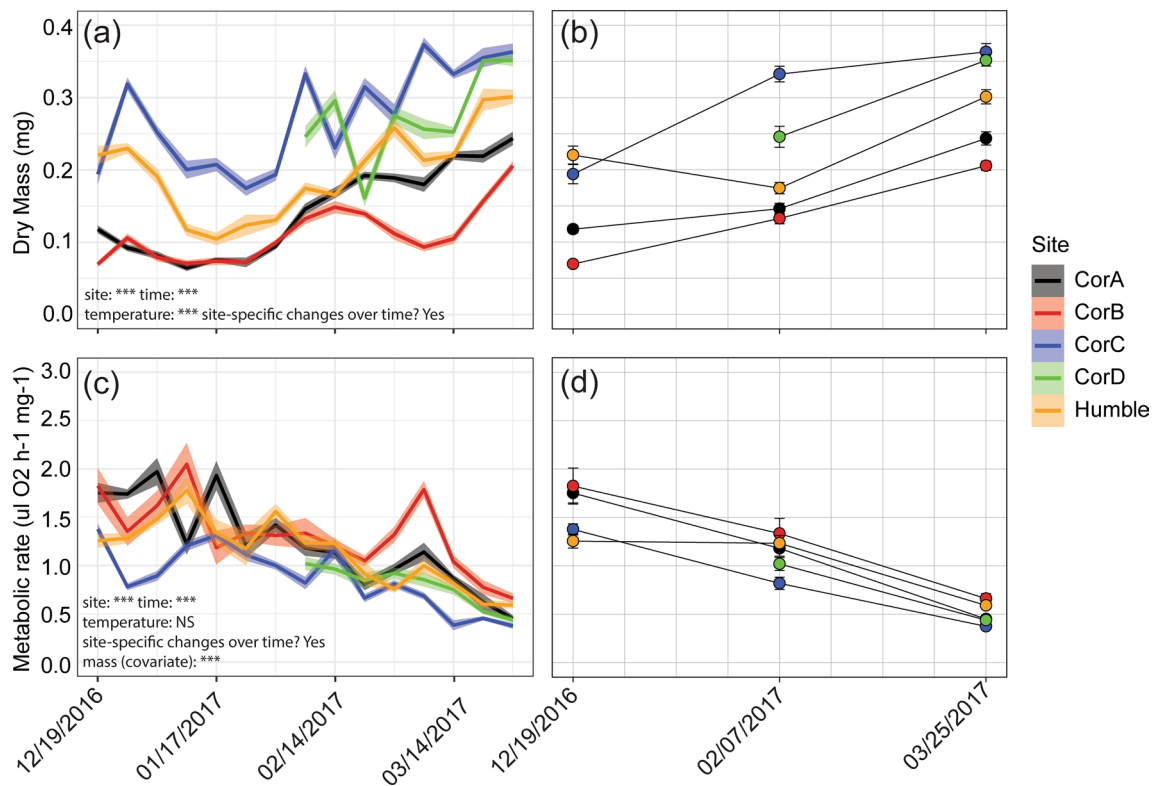 (a)
(b)
0.4
0.3
0.2
0.1
0.0
Dry Mass (mg)
site: *** time: ***
temperature: *** site-specific changes over time? Yes
(c)
(d)
3.0
2.5
2.0
1.5
1.0
0.5
0.0
Metabolic rate (ul O2 h-1 mg-1)
site: *** time: ***
temperature: NS
site-specific changes over time? Yes
mass (covariate): ***
12/19/2016
01/17/2017
02/14/2017
03/14/2017
12/19/2016
02/07/2017
03/25/2017
Site
CorA
CorB
CorC
CorD
Humble